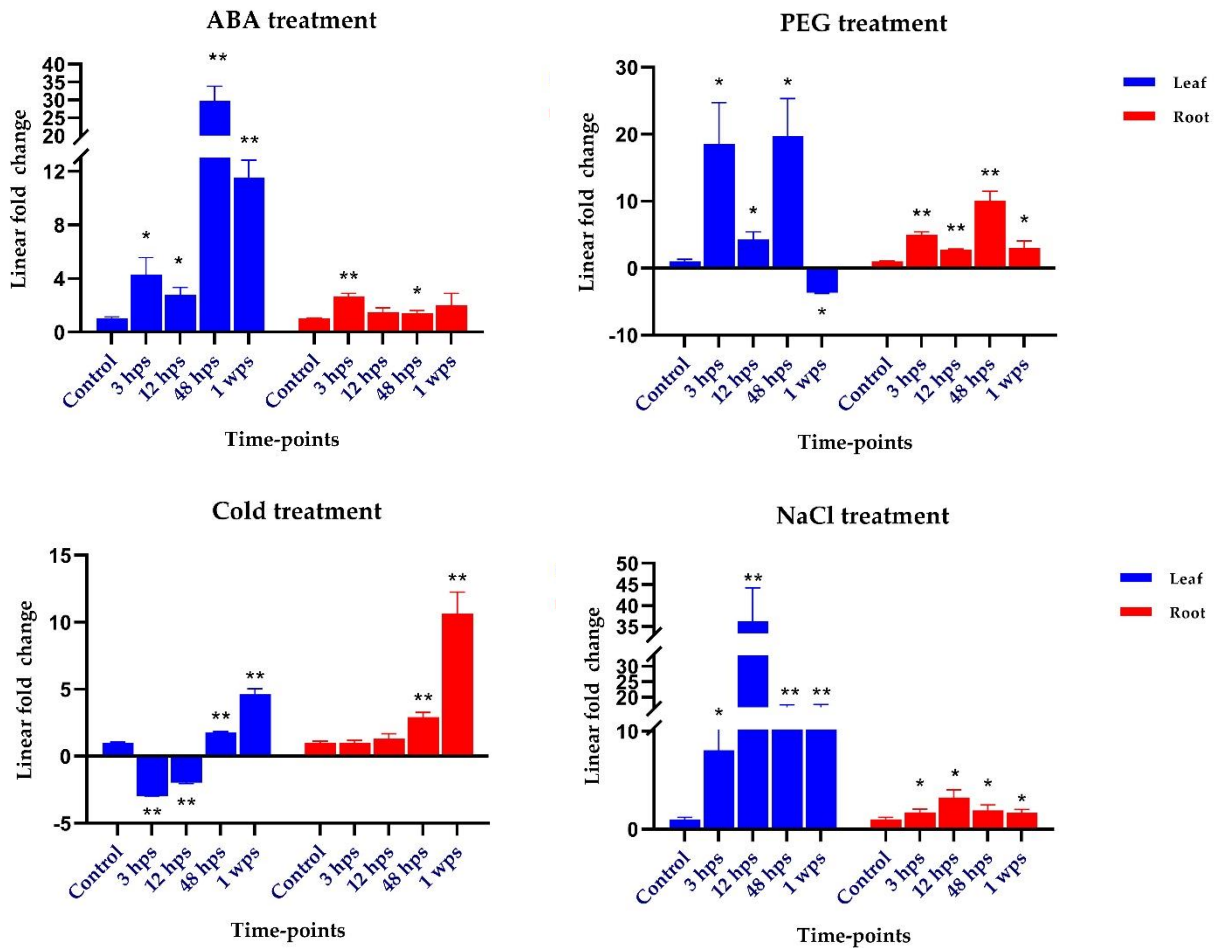 ABA treatment
**
40
35
30
25
20
12
8
4
0
Linear fold change
*
*
**
**
*
Control
3 hps
12 hps
48 hps
1 wps
Control
3 hps
12 hps
48 hps
1 wps
Time-points
PEG treatment
30
20
10
0
-10
Linear fold change
*
*
*
*
**
**
**
*
Control
3 hps
12 hps
48 hps
1 wps
Control
3 hps
12 hps
48 hps
1 wps
Time-points
Leaf
Root
Cold treatment
15
10
5
0
-5
Linear fold change
**
**
**
**
**
**
Control
3 hps
12 hps
48 hps
1 wps
Control
3 hps
12 hps
48 hps
1 wps
Time-points
NaCl treatment
50
45
40
35
30
25
20
10
0
Linear fold change
*
**
**
**
*
*
*
*
Control
3 hps
12 hps
48 hps
1 wps
Control
3 hps
12 hps
48 hps
1 wps
Time-points
Leaf
Root